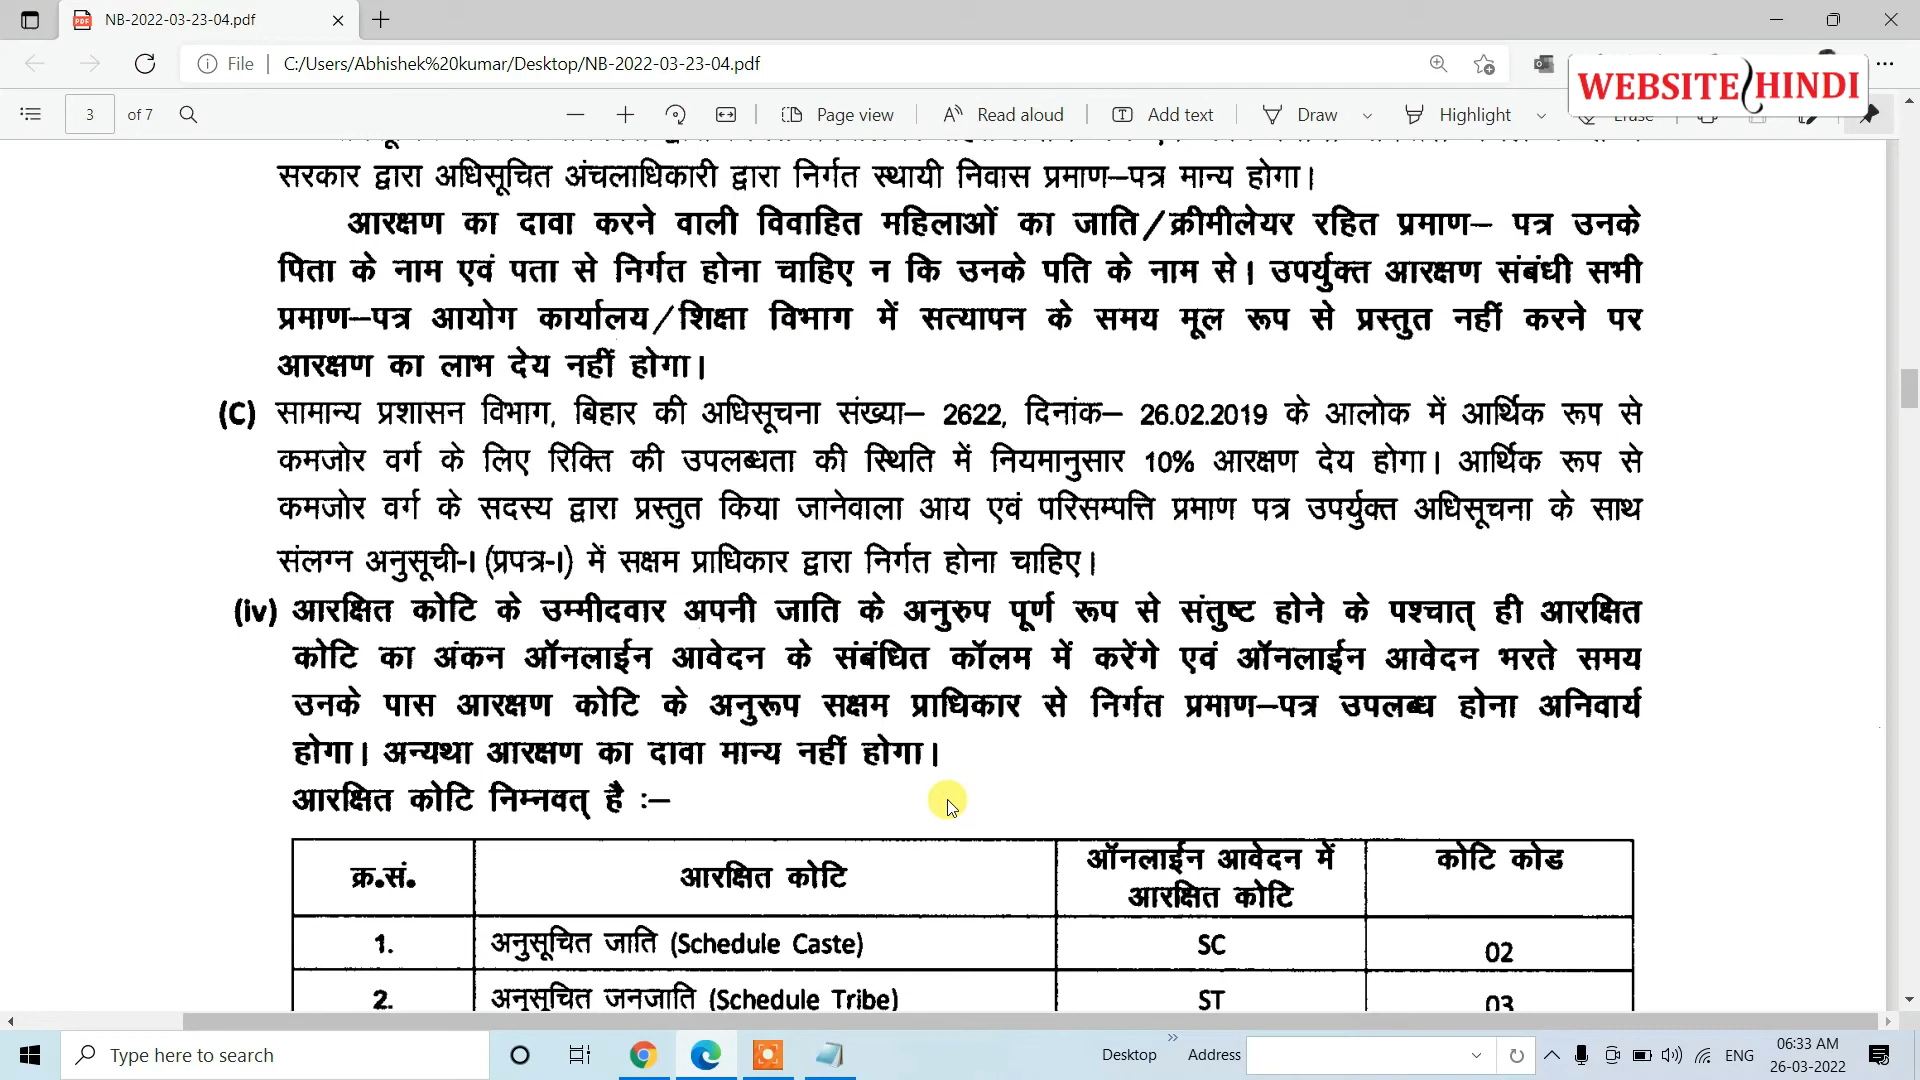 NB-2022-03-23-04.pdf
File C:/Users/Abhishek%20kumar/Desktop/NB-2022-03-23-04.pdf
WEBSITE HINDI
3 of 7 Page view Read aloud Add text Draw Highlight Erase
सरकार द्वारा अधिसूचित अंचलाधिकारी द्वारा निर्गत स्थायी निवास प्रमाण–पत्र मान्य होगा।
आरक्षण का दावा करने वाली विवाहित महिलाओं का जाति/क्रीमीलेयर रहित प्रमाण– पत्र उनके
पिता के नाम एवं पता से निर्गत होना चाहिए न कि उनके पति के नाम से। उपर्युक्त आरक्षण संबंधी सभी
प्रमाण–पत्र आयोग कार्यालय/शिक्षा विभाग में सत्यापन के समय मूल रूप से प्रस्तुत नहीं करने पर
आरक्षण का लाभ देय नहीं होगा।
(C) सामान्य प्रशासन विभाग, बिहार की अधिसूचना संख्या– 2622, दिनांक– 26.02.2019 के आलोक में आर्थिक रूप से
कमजोर वर्ग के लिए रिक्ति की उपलब्धता की स्थिति में नियमानुसार 10% आरक्षण देय होगा। आर्थिक रूप से
कमजोर वर्ग के सदस्य द्वारा प्रस्तुत किया जानेवाला आय एवं परिसम्पत्ति प्रमाण पत्र उपर्युक्त अधिसूचना के साथ
संलग्न अनुसूची-I (प्रपत्र-I) में सक्षम प्राधिकार द्वारा निर्गत होना चाहिए।
(iv) आरक्षित कोटि के उम्मीदवार अपनी जाति के अनुरुप पूर्ण रूप से संतुष्ट होने के पश्चात् ही आरक्षित
कोटि का अंकन ऑनलाईन आवेदन के संबंधित कॉलम में करेंगे एवं ऑनलाईन आवेदन भरते समय
उनके पास आरक्षण कोटि के अनुरूप सक्षम प्राधिकार से निर्गत प्रमाण–पत्र उपलब्ध होना अनिवार्य
होगा। अन्यथा आरक्षण का दावा मान्य नहीं होगा।
आरक्षित कोटि निम्नवत् है :–
क्र.सं. आरक्षित कोटि ऑनलाईन आवेदन में आरक्षित कोटि कोटि कोड
1. अनुसूचित जाति (Schedule Caste) SC 02
2. अनुसूचित जनजाति (Schedule Tribe) ST 03
Type here to search Desktop Address ENG 06:33 AM
26-03-2022